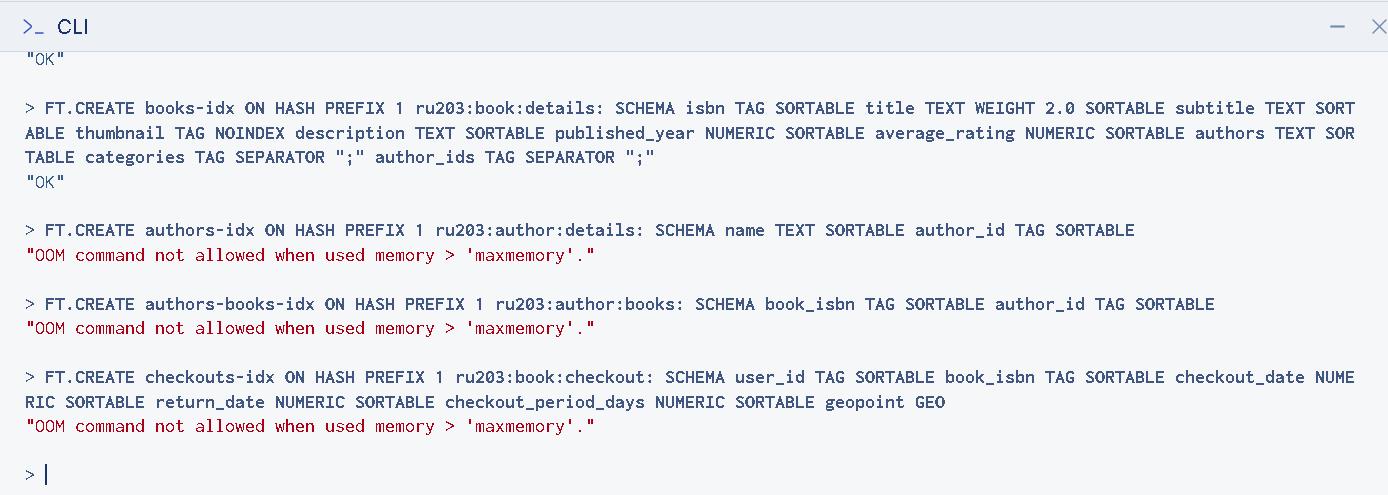 >_ CLI
"OK"
> FT.CREATE books-idx ON HASH PREFIX 1 ru203:book:details: SCHEMA isbn TAG SORTABLE title TEXT WEIGHT 2.0 SORTABLE subtitle TEXT SORT
ABLE thumbnail TAG NOINDEX description TEXT SORTABLE published_year NUMERIC SORTABLE average_rating NUMERIC SORTABLE authors TEXT SOR
TABLE categories TAG SEPARATOR ";" author_ids TAG SEPARATOR ";"
"OK"
> FT.CREATE authors-idx ON HASH PREFIX 1 ru203:author:details: SCHEMA name TEXT SORTABLE author_id TAG SORTABLE
"OOM command not allowed when used memory > 'maxmemory'."
> FT.CREATE authors-books-idx ON HASH PREFIX 1 ru203:author:books: SCHEMA book_isbn TAG SORTABLE author_id TAG SORTABLE
"OOM command not allowed when used memory > 'maxmemory'."
> FT.CREATE checkouts-idx ON HASH PREFIX 1 ru203:book:checkout: SCHEMA user_id TAG SORTABLE book_isbn TAG SORTABLE checkout_date NUME
RIC SORTABLE return_date NUMERIC SORTABLE checkout_period_days NUMERIC SORTABLE geopoint GEO
"OOM command not allowed when used memory > 'maxmemory'."
>